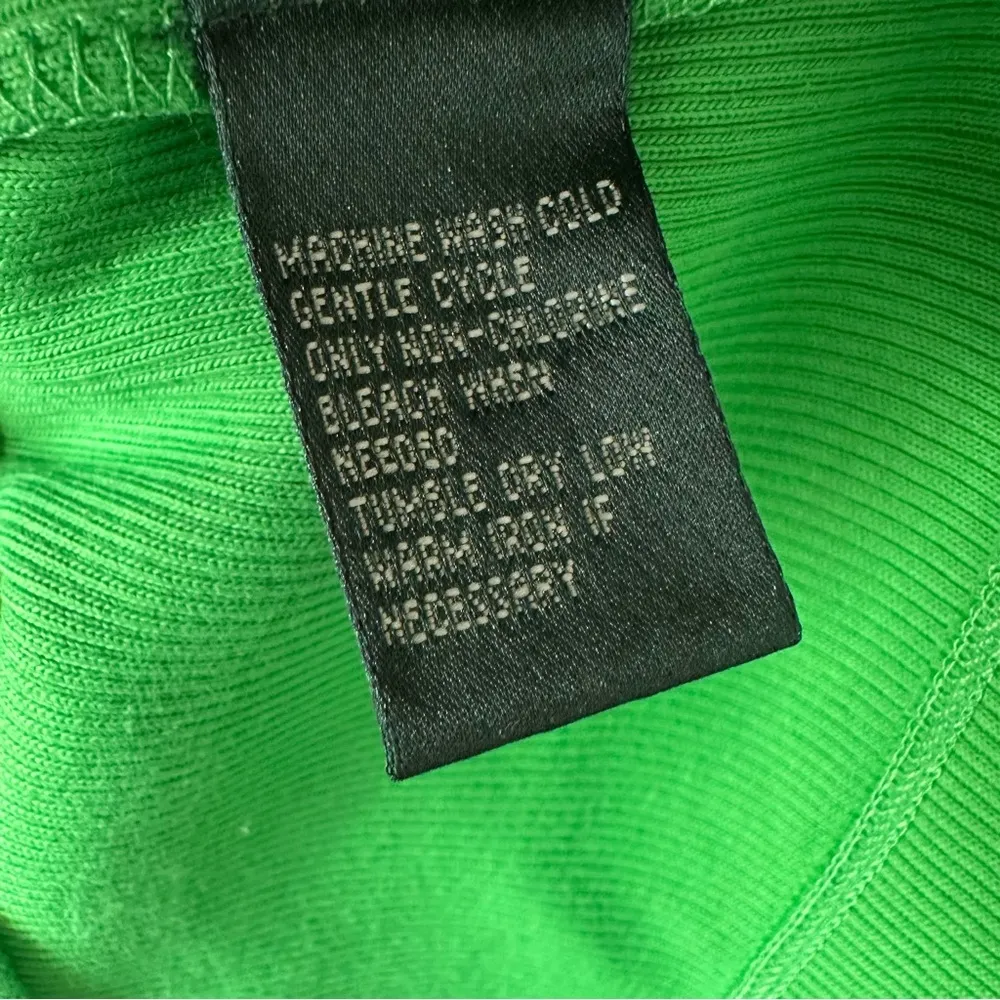 MACHINE WASH COLD
GENTLE CYCLE
ONLY NON-CHLORINE
BLEACH WHEN
NEEDED
TUMBLE DRY LOW
WARM IRON IF
NECESSARY